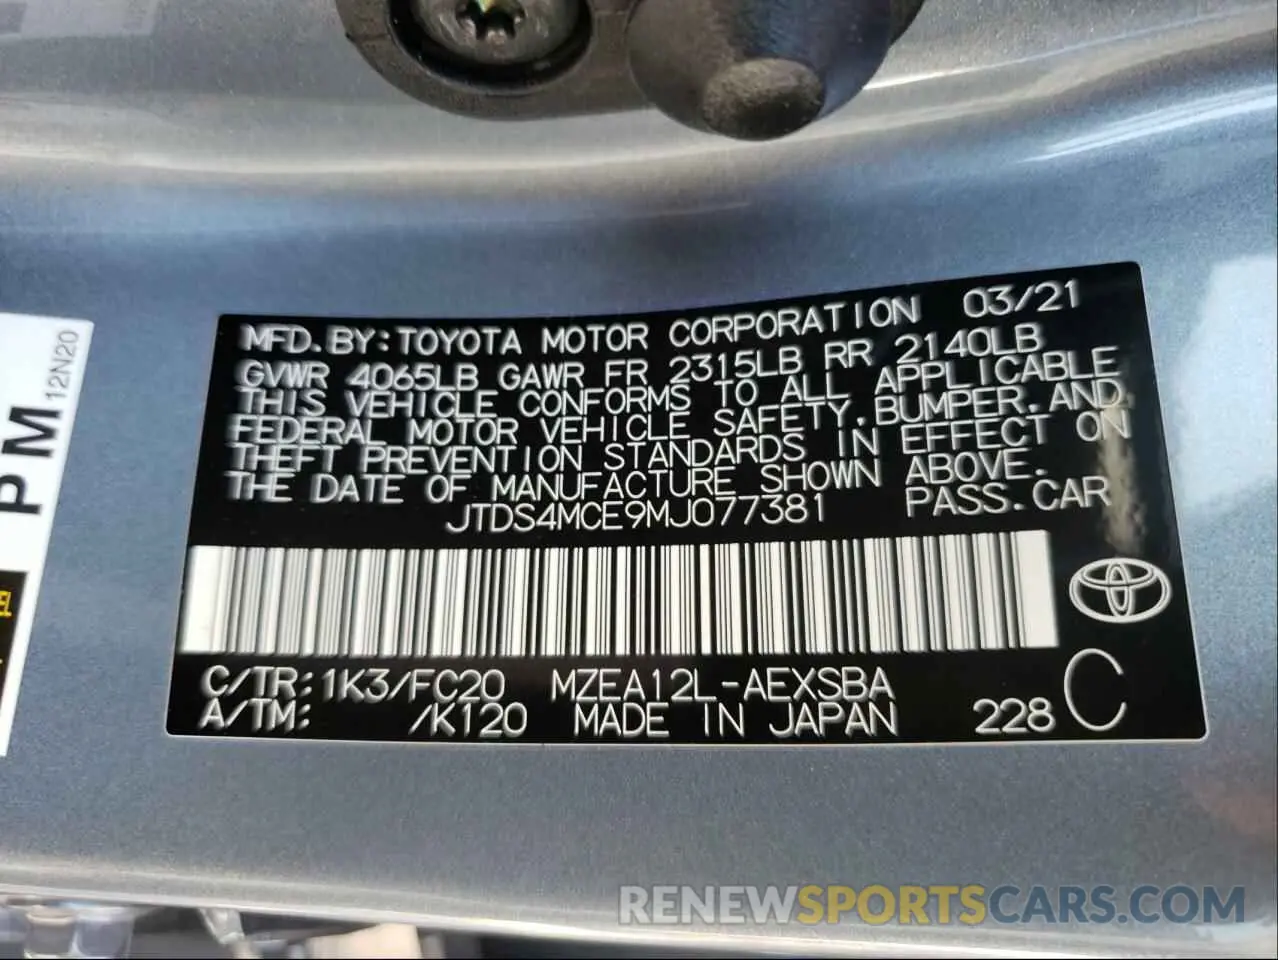 MFD. BY: TOYOTA MOTOR CORPORATION 03/21
GVWR 4065LB GAWR FR 2315LB RR 2140LB
THIS VEHICLE CONFORMS TO ALL APPLICABLE
FEDERAL MOTOR VEHICLE SAFETY, BUMPER, AND
THEFT PREVENTION STANDARDS IN EFFECT ON
THE DATE OF MANUFACTURE SHOWN ABOVE.
JTDS4MCE9MJ077381 PASS. CAR
C/TR: 1K3/FC20 MZEA12L-AEXSBA
A/TM: /K120 MADE IN JAPAN 228 C
PM 12N20
RENEWSPORTSCARS.COM